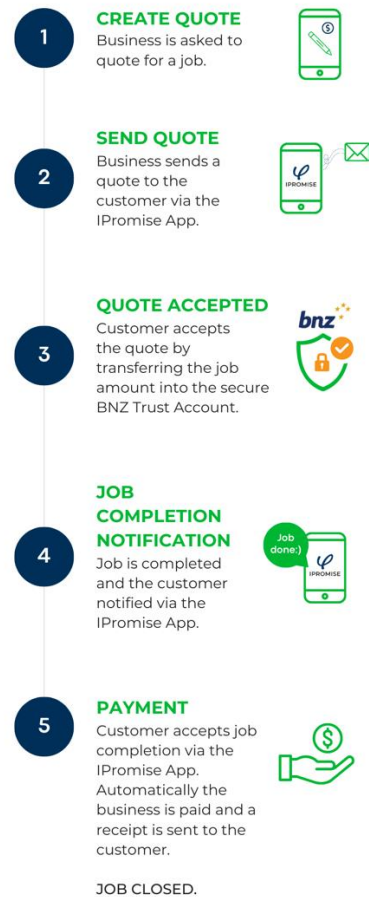 1
CREATE QUOTE
Business is asked to
quote for a job.
$
2
SEND QUOTE
Business sends a
quote to the
customer via the
IPromise App.
IPROMISE
3
QUOTE ACCEPTED
Customer accepts
the quote by
transferring the job
amount into the secure
BNZ Trust Account.
bnz
4
JOB
COMPLETION
NOTIFICATION
Job is completed
and the customer
notified via the
IPromise App.
Job
done:)
IPROMISE
5
PAYMENT
Customer accepts job
completion via the
IPromise App.
Automatically the
business is paid and a
receipt is sent to the
customer.
$
JOB CLOSED.